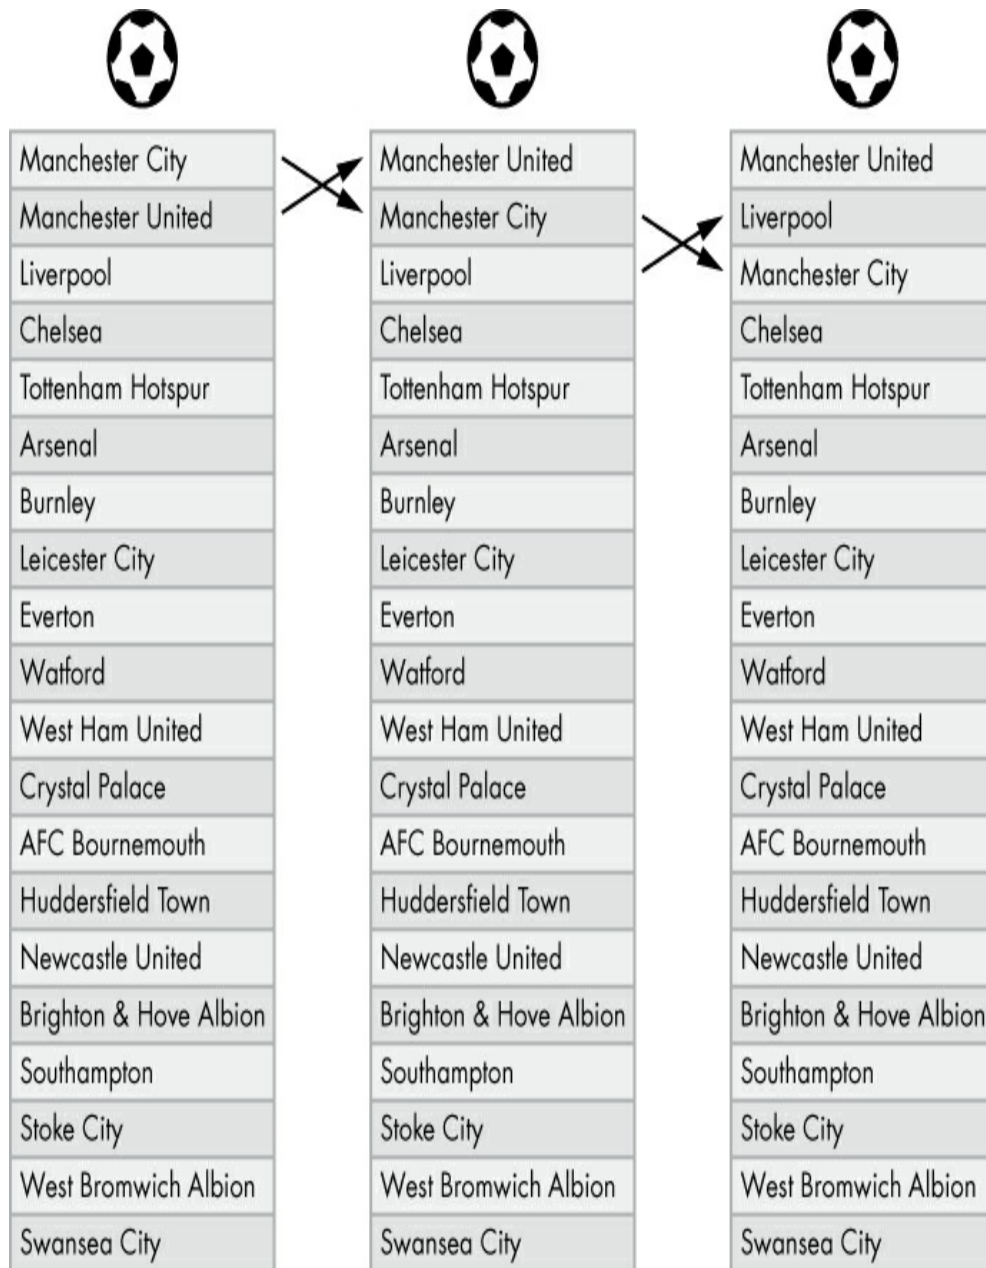 Manchester City
Manchester United
Liverpool
Chelsea
Tottenham Hotspur
Arsenal
Burnley
Leicester City
Everton
Watford
West Ham United
Crystal Palace
AFC Bournemouth
Huddersfield Town
Newcastle United
Brighton & Hove Albion
Southampton
Stoke City
West Bromwich Albion
Swansea City
Manchester United
Manchester City
Liverpool
Chelsea
Tottenham Hotspur
Arsenal
Burnley
Leicester City
Everton
Watford
West Ham United
Crystal Palace
AFC Bournemouth
Huddersfield Town
Newcastle United
Brighton & Hove Albion
Southampton
Stoke City
West Bromwich Albion
Swansea City
Manchester United
Liverpool
Manchester City
Chelsea
Tottenham Hotspur
Arsenal
Burnley
Leicester City
Everton
Watford
West Ham United
Crystal Palace
AFC Bournemouth
Huddersfield Town
Newcastle United
Brighton & Hove Albion
Southampton
Stoke City
West Bromwich Albion
Swansea City